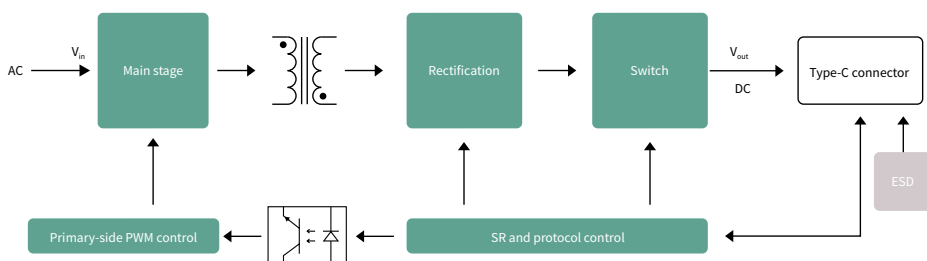 AC
Vin
Main stage
Rectification
Switch
Vout
DC
Type-C connector
ESD
Primary-side PWM control
SR and protocol control